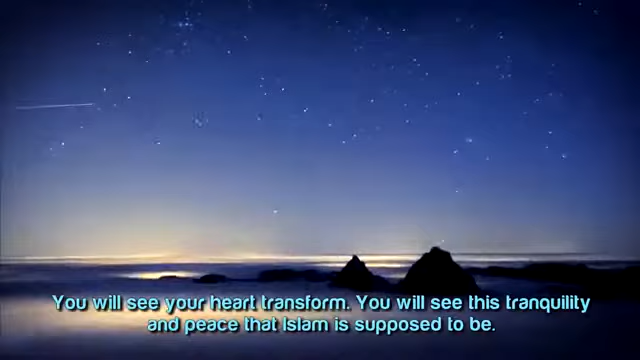 You will see your heart transform. You will see this tranquility
and peace that Islam is supposed to be.